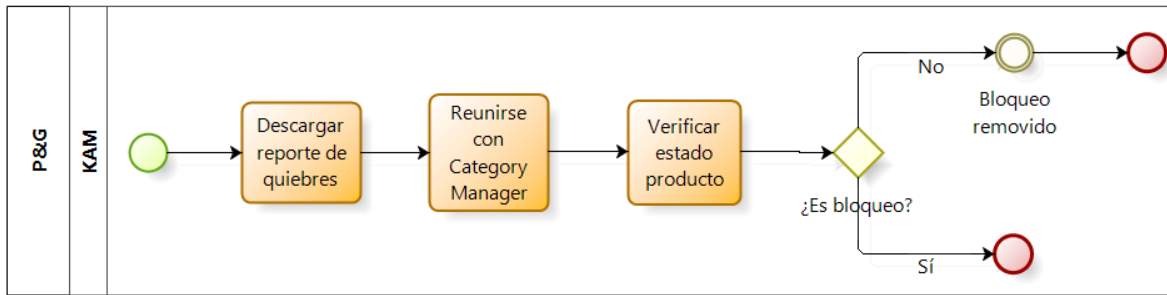 P&G
KAM
Descargar
reporte de
quiebres
Reunirse
con
Category
Manager
Verificar
estado
producto
¿Es bloqueo?
No
Bloqueo
removido
Sí